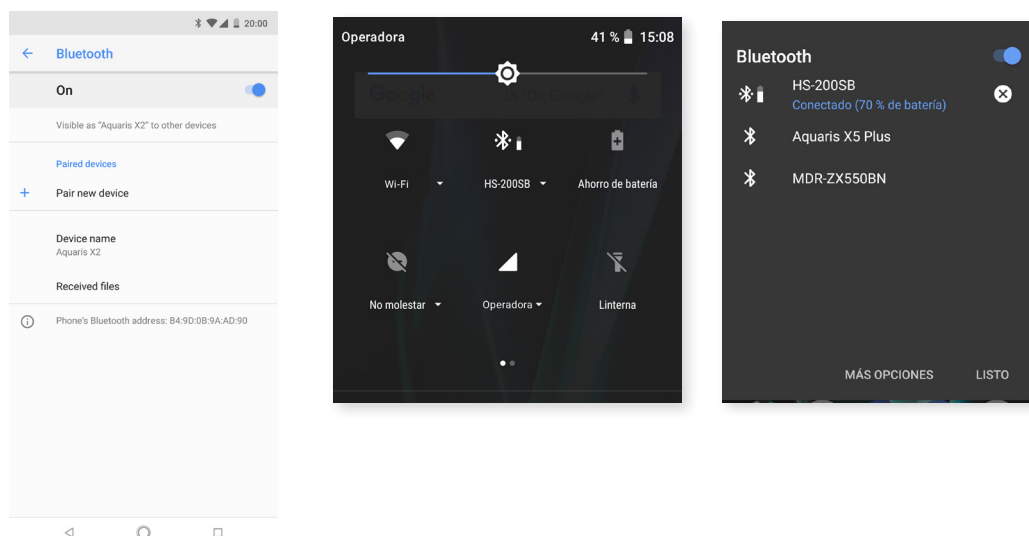 20:00
Bluetooth
On
Visible as "Aquaris X2" to other devices
Paired devices
Pair new device
Device name
Aquaris X2
Received files
Phone's Bluetooth address: B4:9D:0B:9A:AD:90
Operadora 41 % 15:08
Google
Wi-Fi HS-200SB Ahorro de batería
No molestar Operadora Linterna
Bluetooth
HS-200SB
Conectado (70 % de batería)
Aquaris X5 Plus
MDR-ZX550BN
MÁS OPCIONES LISTO